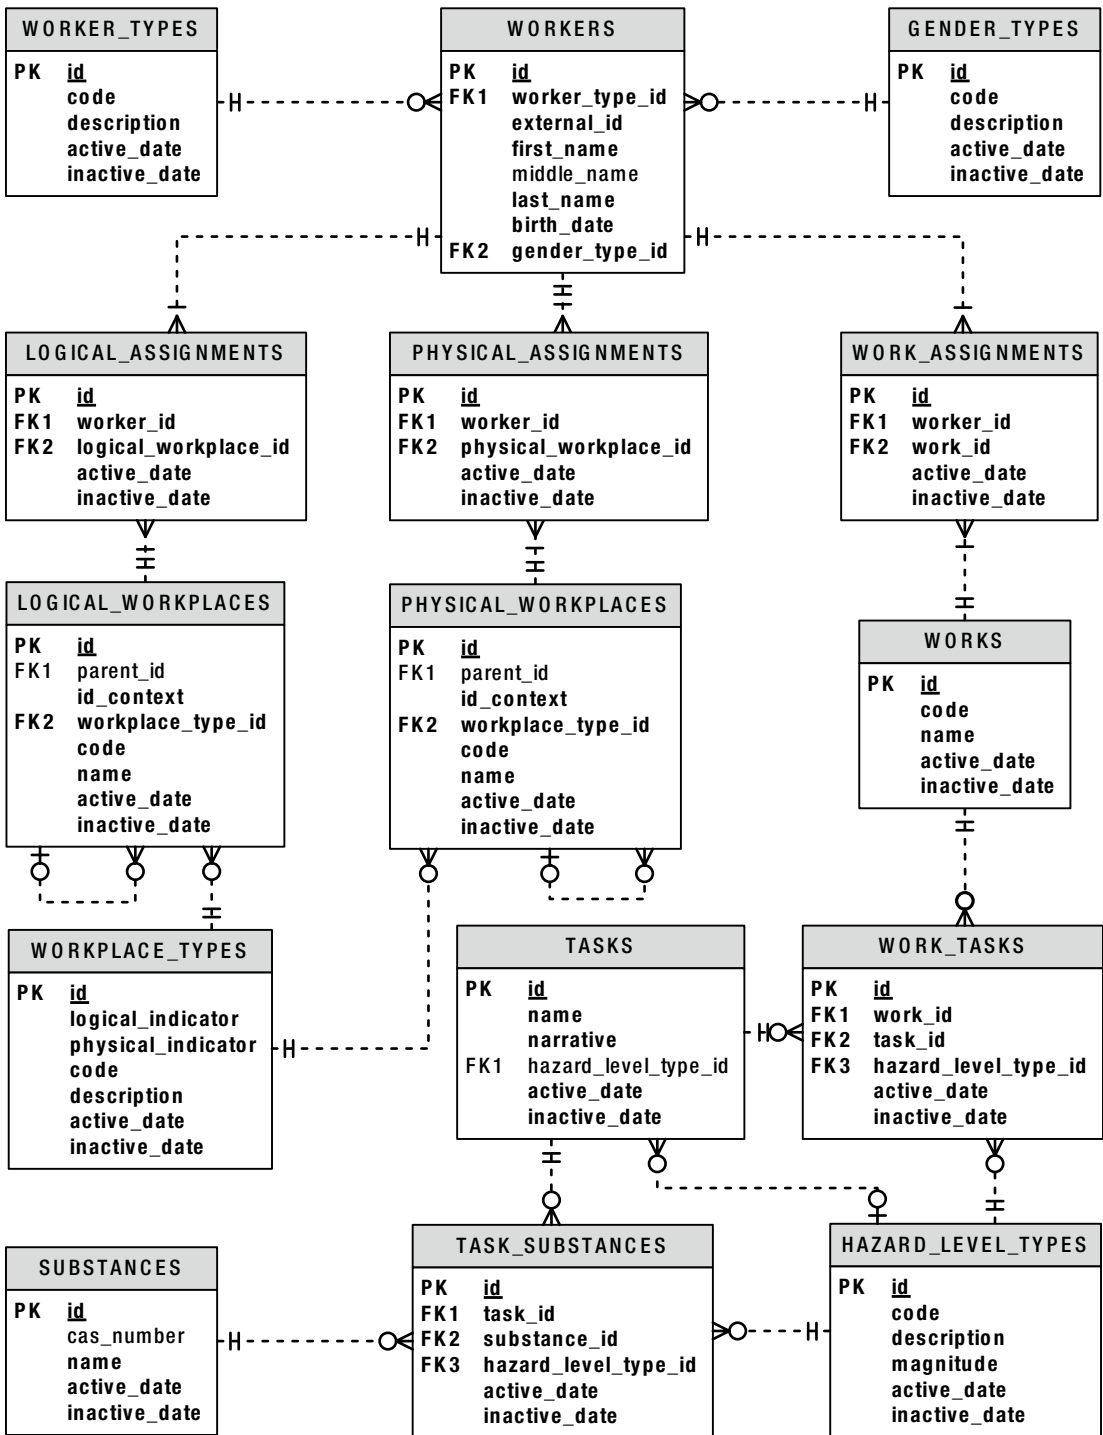 WORKER_TYPES
PK id
code
description
active_date
inactive_date
WORKERS
PK id
FK1 worker_type_id
external_id
first_name
middle_name
last_name
birth_date
FK2 gender_type_id
GENDER_TYPES
PK id
code
description
active_date
inactive_date
LOGICAL_ASSIGNMENTS
PK id
FK1 worker_id
FK2 logical_workplace_id
active_date
inactive_date
PHYSICAL_ASSIGNMENTS
PK id
FK1 worker_id
FK2 physical_workplace_id
active_date
inactive_date
WORK_ASSIGNMENTS
PK id
FK1 worker_id
FK2 work_id
active_date
inactive_date
LOGICAL_WORKPLACES
PK id
FK1 parent_id
id_context
FK2 workplace_type_id
code
name
active_date
inactive_date
PHYSICAL_WORKPLACES
PK id
FK1 parent_id
id_context
FK2 workplace_type_id
code
name
active_date
inactive_date
WORKS
PK id
code
name
active_date
inactive_date
WORKPLACE_TYPES
PK id
logical_indicator
physical_indicator
code
description
active_date
inactive_date
TASKS
PK id
name
narrative
FK1 hazard_level_type_id
active_date
inactive_date
WORK_TASKS
PK id
FK1 work_id
FK2 task_id
FK3 hazard_level_type_id
active_date
inactive_date
SUBSTANCES
PK id
cas_number
name
active_date
inactive_date
TASK_SUBSTANCES
PK id
FK1 task_id
FK2 substance_id
FK3 hazard_level_type_id
active_date
inactive_date
HAZARD_LEVEL_TYPES
PK id
code
description
magnitude
active_date
inactive_date